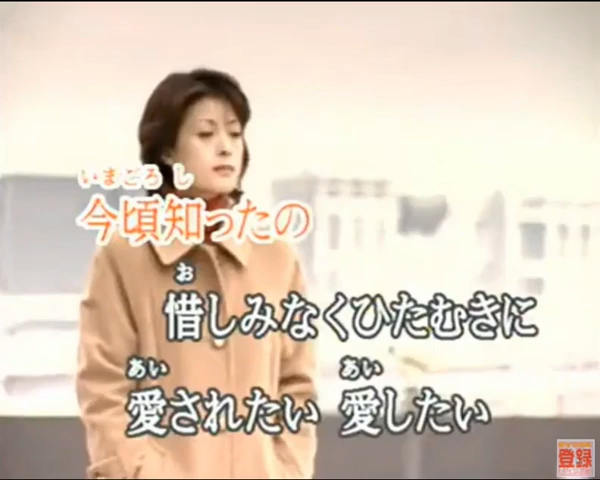 いまごろ し
今頃知ったの
お
惜しみなくひたむきに
あい あい
愛されたい 愛したい
登録